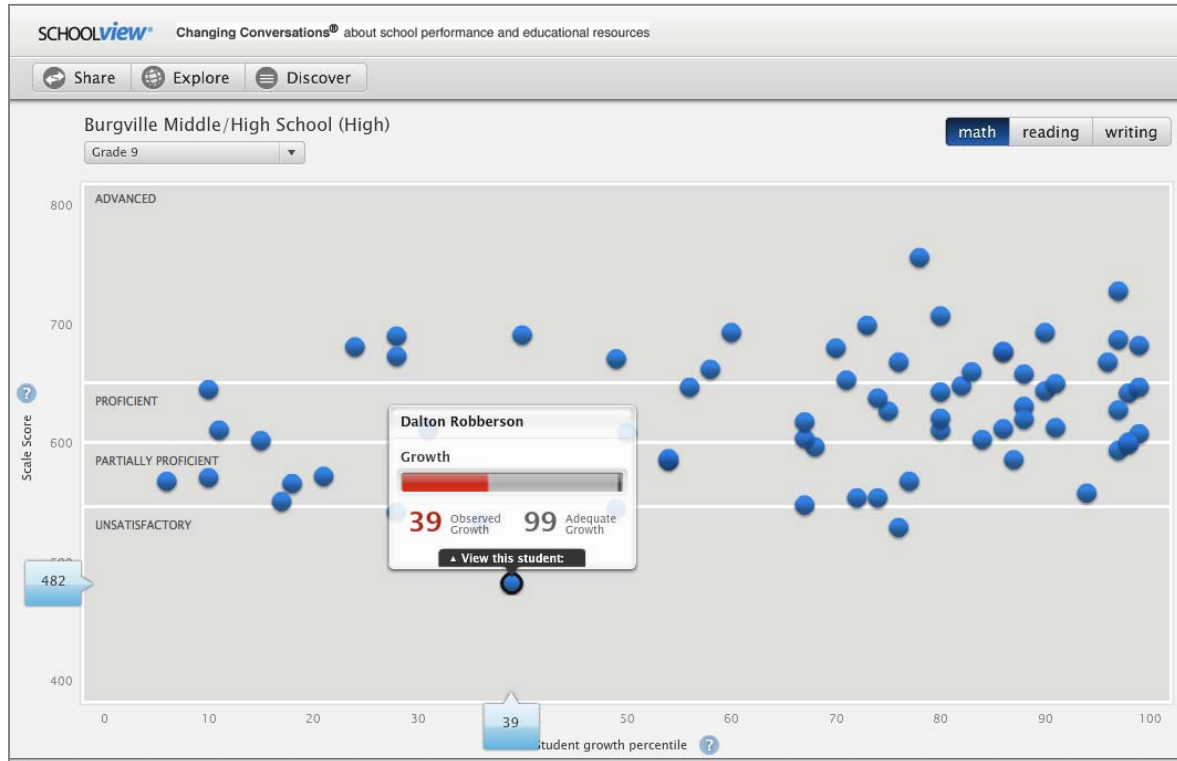 SCHOOLVIEW® Changing Conversations® about school performance and educational resources
Share Explore Discover
Burgville Middle/High School (High)
Grade 9
math reading writing
800
ADVANCED
700
PROFICIENT
Scale Score
600
PARTIALLY PROFICIENT
UNSATISFACTORY
Dalton Robberson
Growth
39 Observed Growth 99 Adequate Growth
View this student:
482
400
0 10 20 30 39 50 60 70 80 90 100
Student growth percentile ?
?